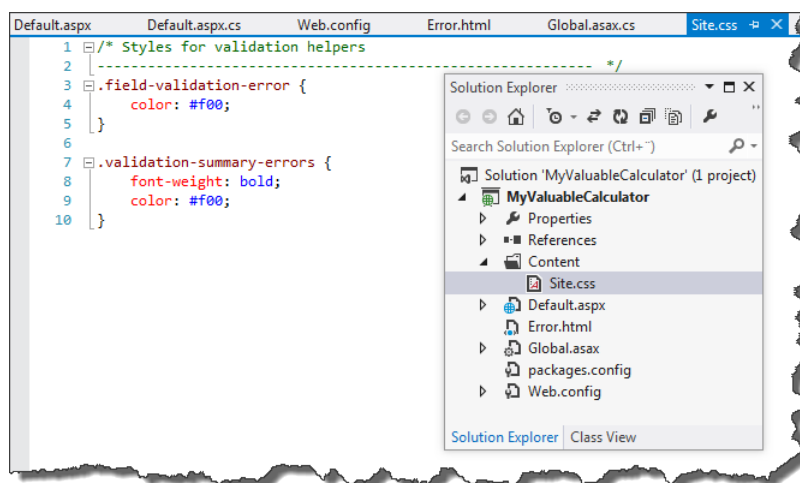 Default.aspx Default.aspx.cs Web.config Error.html Global.asax.cs Site.css
1 /* Styles for validation helpers
2 ----------------------------------------------------------- */
3 .field-validation-error {
4 color: #f00;
5 }
6
7 .validation-summary-errors {
8 font-weight: bold;
9 color: #f00;
10 }
Solution Explorer
Search Solution Explorer (Ctrl+¨)
Solution 'MyValuableCalculator' (1 project)
MyValuableCalculator
Properties
References
Content
Site.css
Default.aspx
Error.html
Global.asax
packages.config
Web.config
Solution Explorer Class View